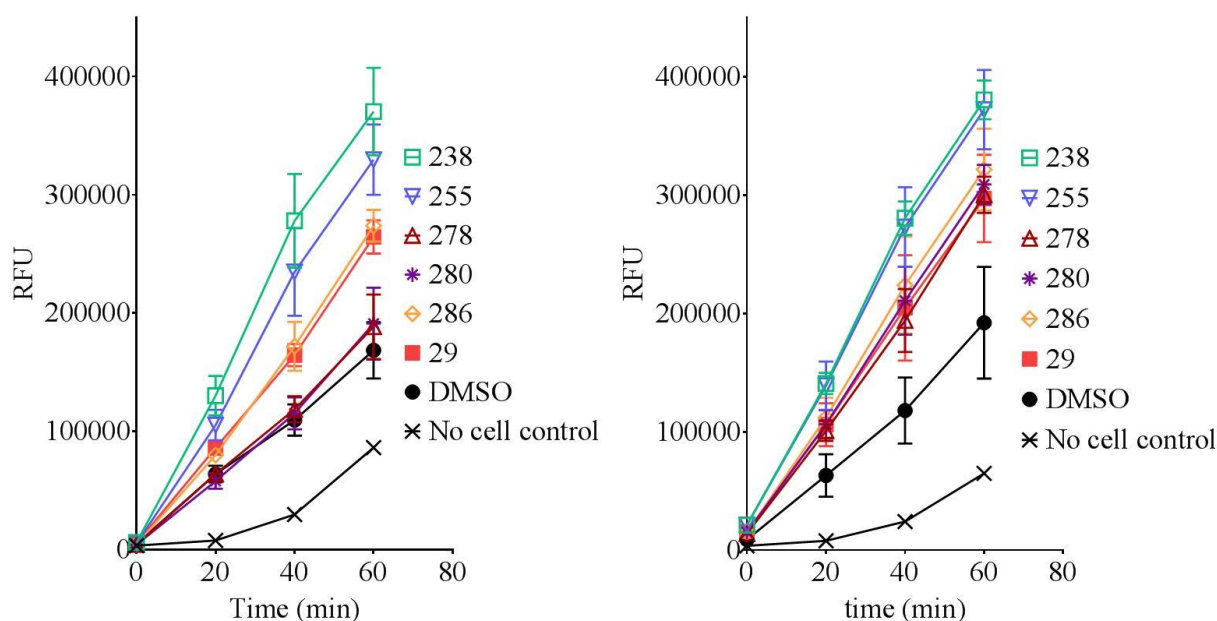 400000
300000
200000
100000
0
RFU
0 20 40 60 80
Time (min)
238
255
278
280
286
29
DMSO
No cell control
400000
300000
200000
100000
0
RFU
0 20 40 60 80
time (min)
238
255
278
280
286
29
DMSO
No cell control